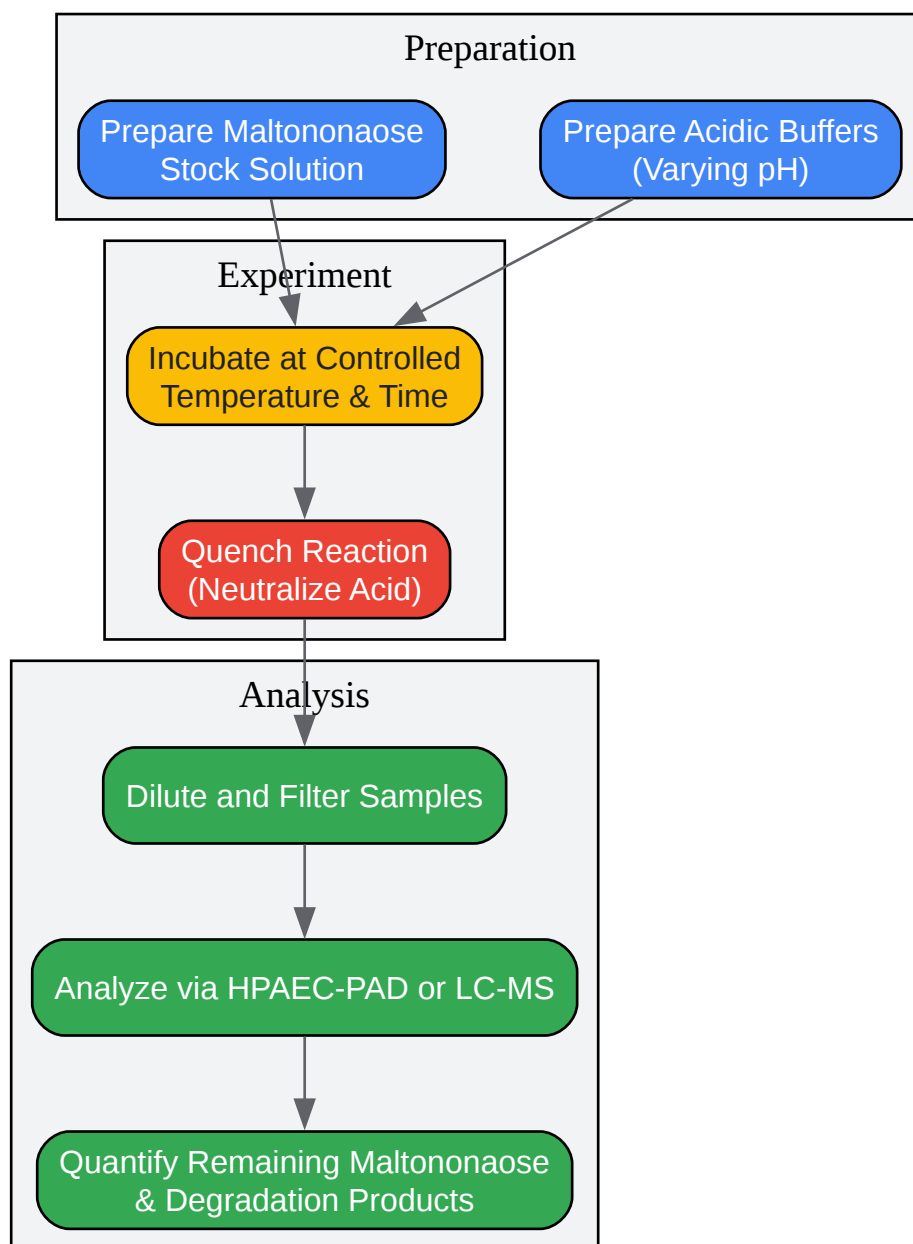 Preparation
Prepare Maltononaose
Stock Solution
Prepare Acidic Buffers
(Varying pH)
Experiment
Incubate at Controlled
Temperature & Time
Quench Reaction
(Neutralize Acid)
Analysis
Dilute and Filter Samples
Analyze via HPAEC-PAD or LC-MS
Quantify Remaining Maltononaose
& Degradation Products